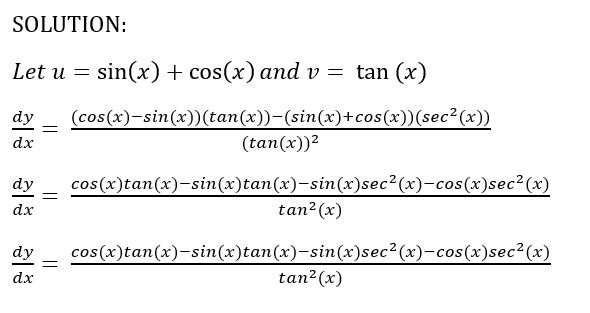 SOLUTION:
Let u = sin(x) + cos(x) and v = tan (x)
dy/dx = (cos(x)−sin(x))(tan(x))−(sin(x)+cos(x))(sec²(x))/(tan(x))²
dy/dx = cos(x)tan(x)−sin(x)tan(x)−sin(x)sec²(x)−cos(x)sec²(x)/tan²(x)
dy/dx = cos(x)tan(x)−sin(x)tan(x)−sin(x)sec²(x)−cos(x)sec²(x)/tan²(x)